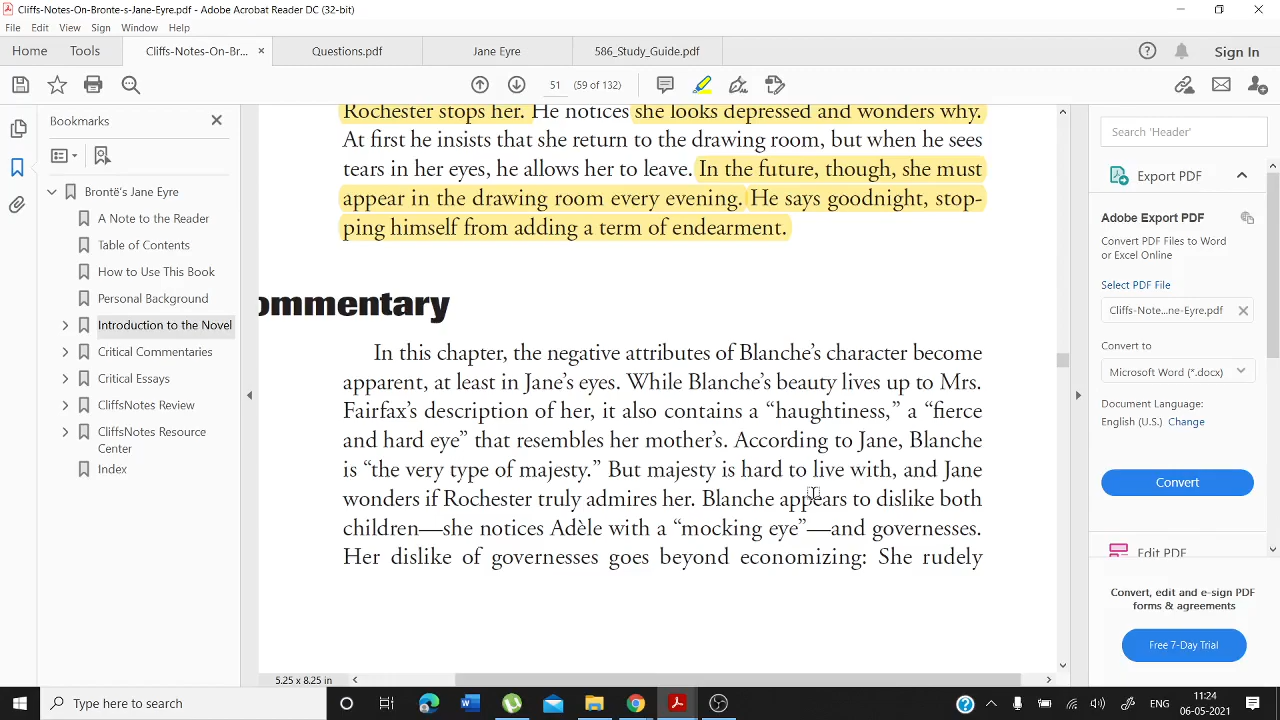 Cliffs-Notes-On-Bronte-s-Jane-Eyre.pdf - Adobe Acrobat Reader DC (32-bit)
File Edit View Sign Window Help
Home Tools Cliffs-Notes-On-Br... × Questions.pdf Jane Eyre 586_Study_Guide.pdf Sign In
51 (59 of 132)
Bookmarks
Brontë's Jane Eyre
A Note to the Reader
Table of Contents
How to Use This Book
Personal Background
Introduction to the Novel
Critical Commentaries
Critical Essays
CliffsNotes Review
CliffsNotes Resource
Center
Index
Rochester stops her. He notices she looks depressed and wonders why.
At first he insists that she return to the drawing room, but when he sees
tears in her eyes, he allows her to leave. In the future, though, she must
appear in the drawing room every evening. He says goodnight, stop-
ping himself from adding a term of endearment.
ommentary
In this chapter, the negative attributes of Blanche’s character become
apparent, at least in Jane’s eyes. While Blanche’s beauty lives up to Mrs.
Fairfax’s description of her, it also contains a “haughtiness,” a “fierce
and hard eye” that resembles her mother’s. According to Jane, Blanche
is “the very type of majesty.” But majesty is hard to live with, and Jane
wonders if Rochester truly admires her. Blanche appears to dislike both
children—she notices Adèle with a “mocking eye”—and governesses.
Her dislike of governesses goes beyond economizing: She rudely
5.25 x 8.25 in
Search 'Header'
Export PDF
Adobe Export PDF
Convert PDF Files to Word
or Excel Online
Select PDF File
Cliffs-Note...ne-Eyre.pdf
Convert to
Microsoft Word (*.docx)
Document Language:
English (U.S.) Change
Convert
Edit PDF
Convert, edit and e-sign PDF
forms & agreements
Free 7-Day Trial
Type here to search
ENG
11:24
06-05-2021